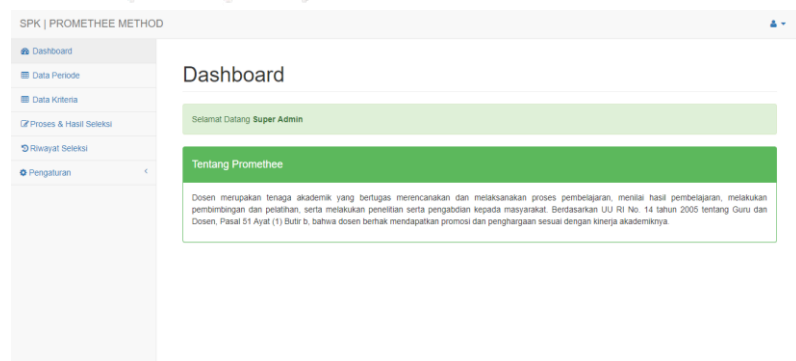 SPK | PROMETHEE METHOD
Dashboard
Data Periode
Data Kriteria
Proses & Hasil Seleksi
Riwayat Seleksi
Pengaturan
Dashboard
Selamat Datang Super Admin
Tentang Promethee
Dosen merupakan tenaga akademik yang bertugas merencanakan dan melaksanakan proses pembelajaran, menilai hasil pembelajaran, melakukan
pembimbingan dan pelatihan, serta melakukan penelitian serta pengabdian kepada masyarakat. Berdasarkan UU RI No. 14 tahun 2005 tentang Guru dan
Dosen, Pasal 51 Ayat (1) Butir b, bahwa dosen berhak mendapatkan promosi dan penghargaan sesuai dengan kinerja akademiknya.